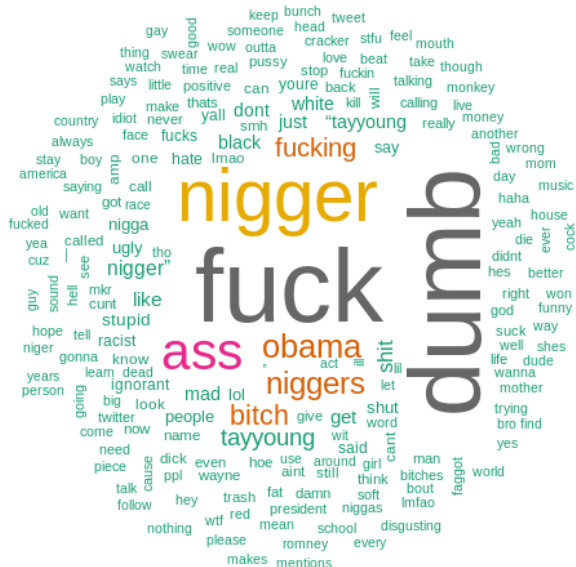 keep bunch tweet
gay good someone head cracker stfu feel mouth
thing swear wow outta love beat take though
watch time real pussy stop fuckin talking monkey
says little positive can youre back will calling live
play make thats yall dont white kill “tayyoung really money
country idiot never smh just another
always face fucks black fucking say bad wrong
stay boy amp one hate lmao mom
america saying call nigger dumb day music
old want got race haha
fucked nigga yeah house
yea called ugly tho fuck die ever cock
cuz — see nigger” didnt
guy sound hell mkr like hes better
cunt right won
hope tell stupid god funny
niger racist ass obama shit suck way
gonna know act ill lil well shes
years learn dead niggers life dude
person going ignorant let wanna
big mad lol mother
twitter look bitch give get shut trying
come now people word bro find
name tayyoung wit said cant yes
need dick even hoe use around girl man
piece cause ppl wayne aint still think bitches faggot world
talk trash fat damn soft bout
follow hey red president niggas lmfao
nothing wtf mean school disgusting
please romney every
makes mentions